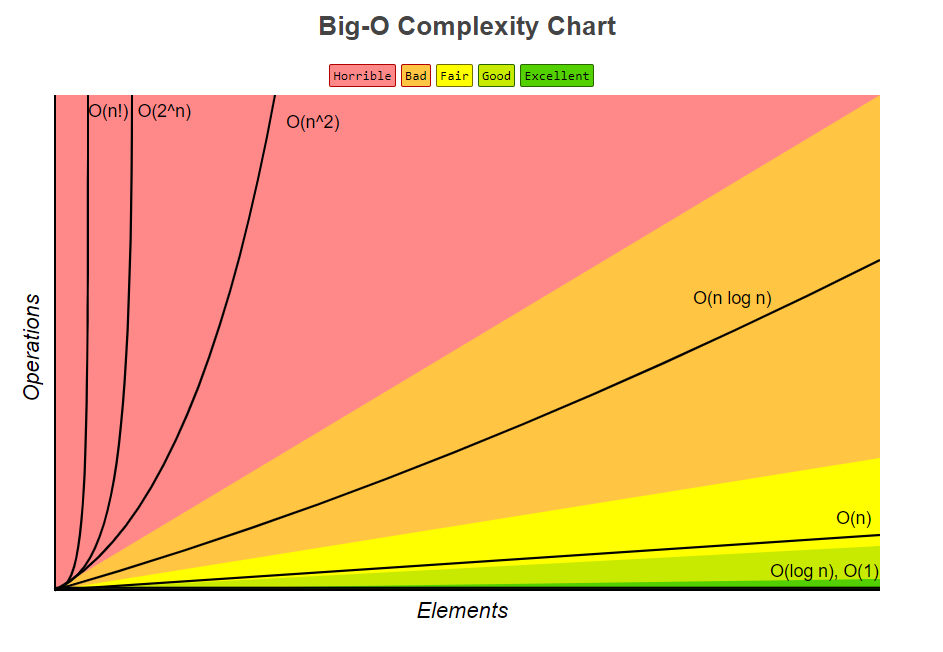 Big-O Complexity Chart
Horrible Bad Fair Good Excellent
O(n!) O(2^n)
O(n^2)
O(n log n)
O(n)
O(log n), O(1)
Operations
Elements